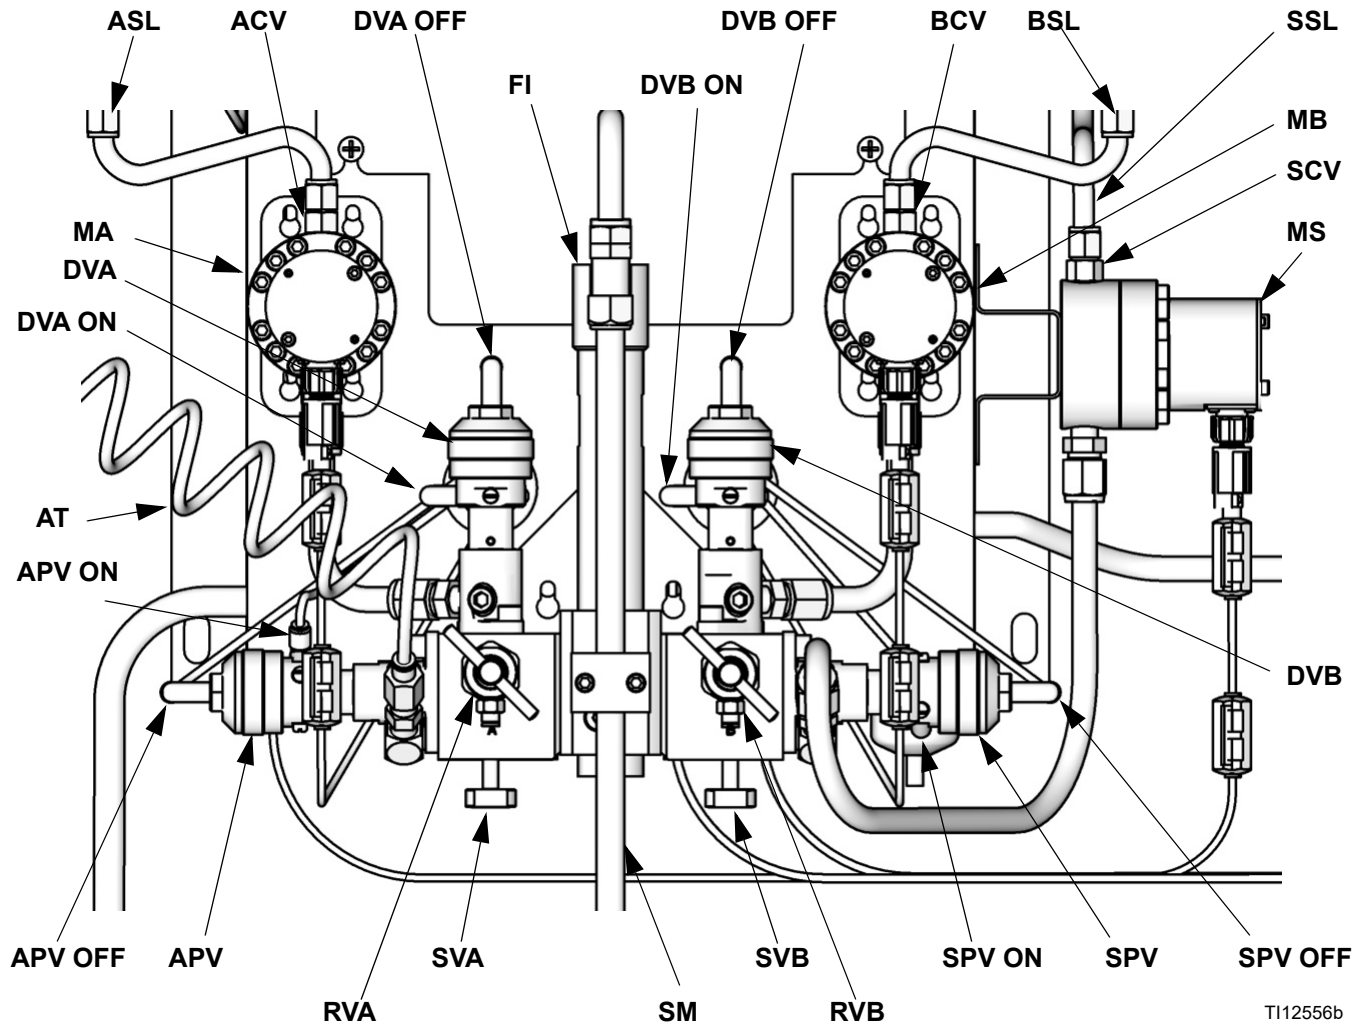 ASL ACV DVA OFF DVB OFF BCV BSL SSL
FI DVB ON
MB
SCV
MA MS
DVA
DVA ON
AT
APV ON
DVB
A
APV OFF APV SVA SVB SPV ON SPV SPV OFF
RVA SM RVB
TI12556b